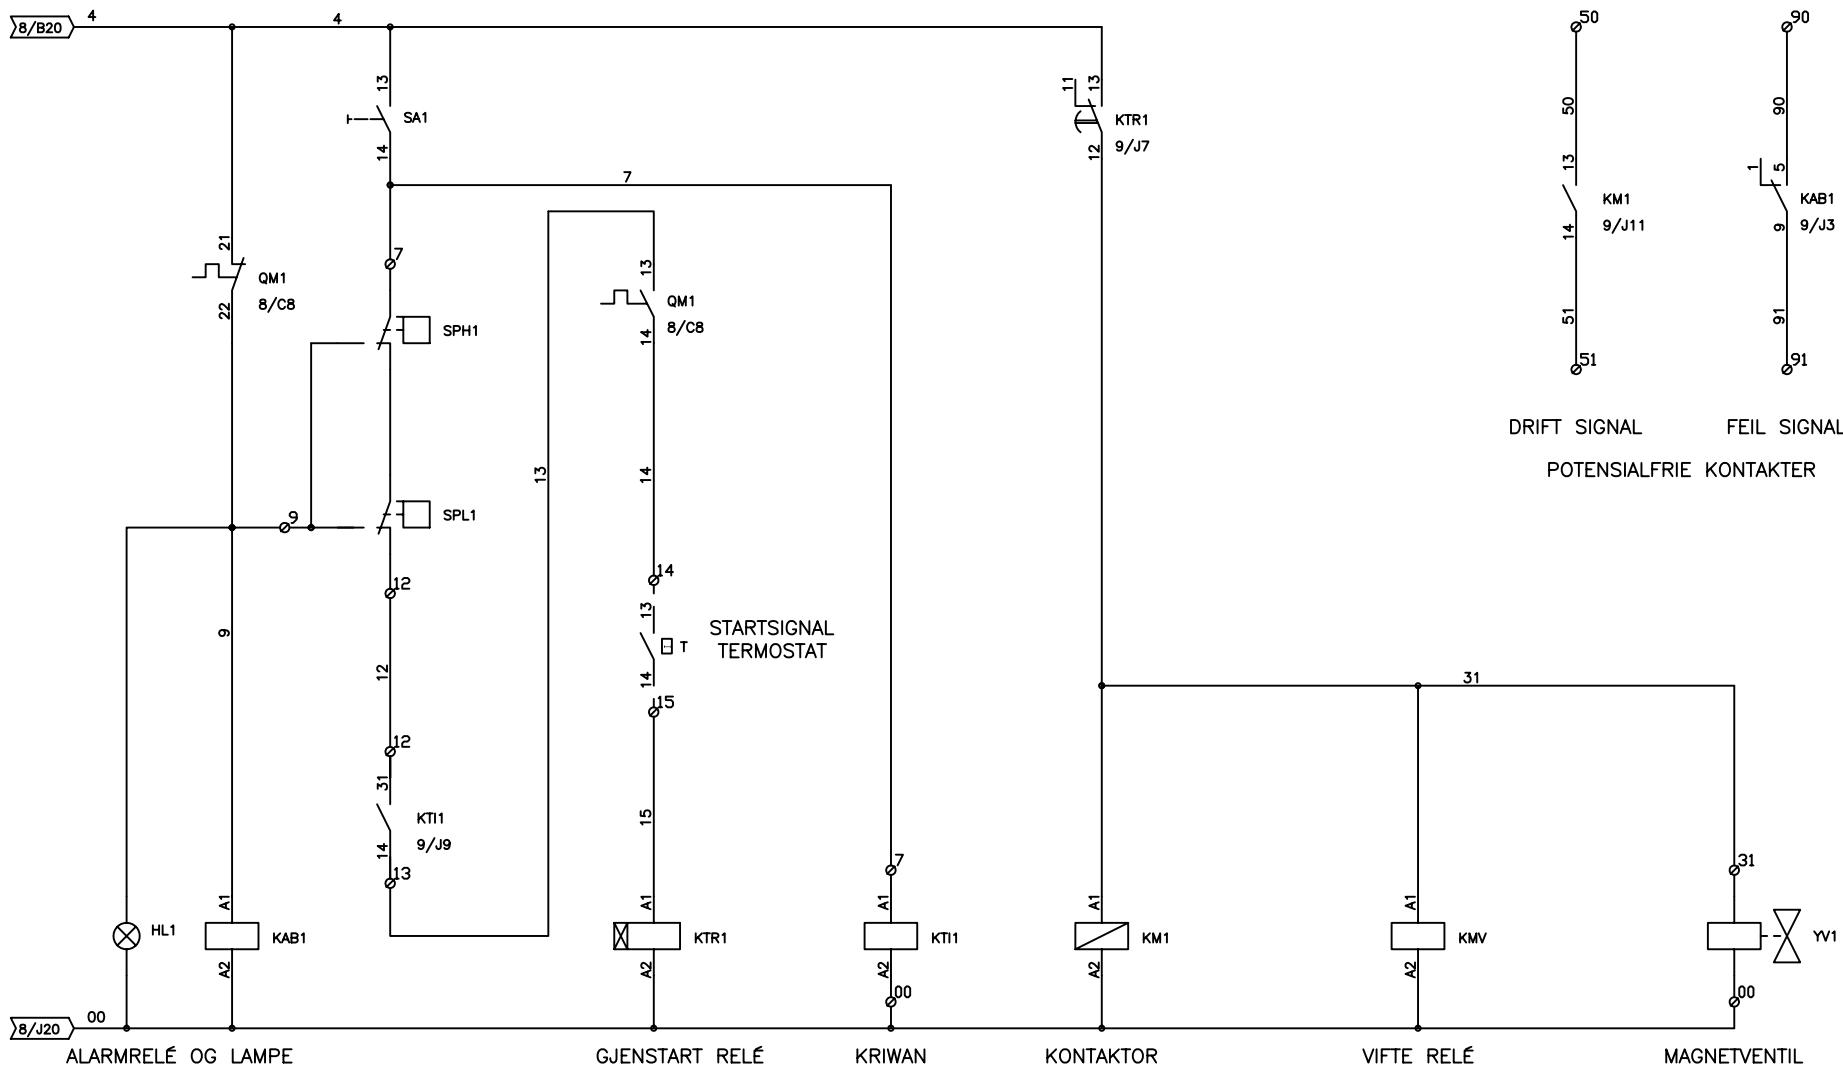 8/B20
4
4
50
90
13
SA1
14
11
13
KTR1
9/J7
12
50
90
13
KM1
9/J11
14
1
5
KAB1
9/J3
9
7
21
QM1
8/C8
22
7
SPH1
13
QM1
8/C8
14
51
91
51
91
DRIFT SIGNAL
FEIL SIGNAL
POTENSIALFRIE KONTAKTER
13
14
9
SPL1
12
14
9
13
T
14
STARTSIGNAL
TERMOSTAT
12
15
31
12
31
KTI1
9/J9
14
13
15
7
31
HL1
A1
KAB1
A2
A1
KTR1
A2
A1
KTI1
A2
00
A1
KM1
A2
A1
KMV
A2
YV1
00
8/J20
00
ALARMRELÉ OG LAMPE
GJENSTART RELÉ
KRIWAN
KONTAKTOR
VIFTE RELÉ
MAGNETVENTIL